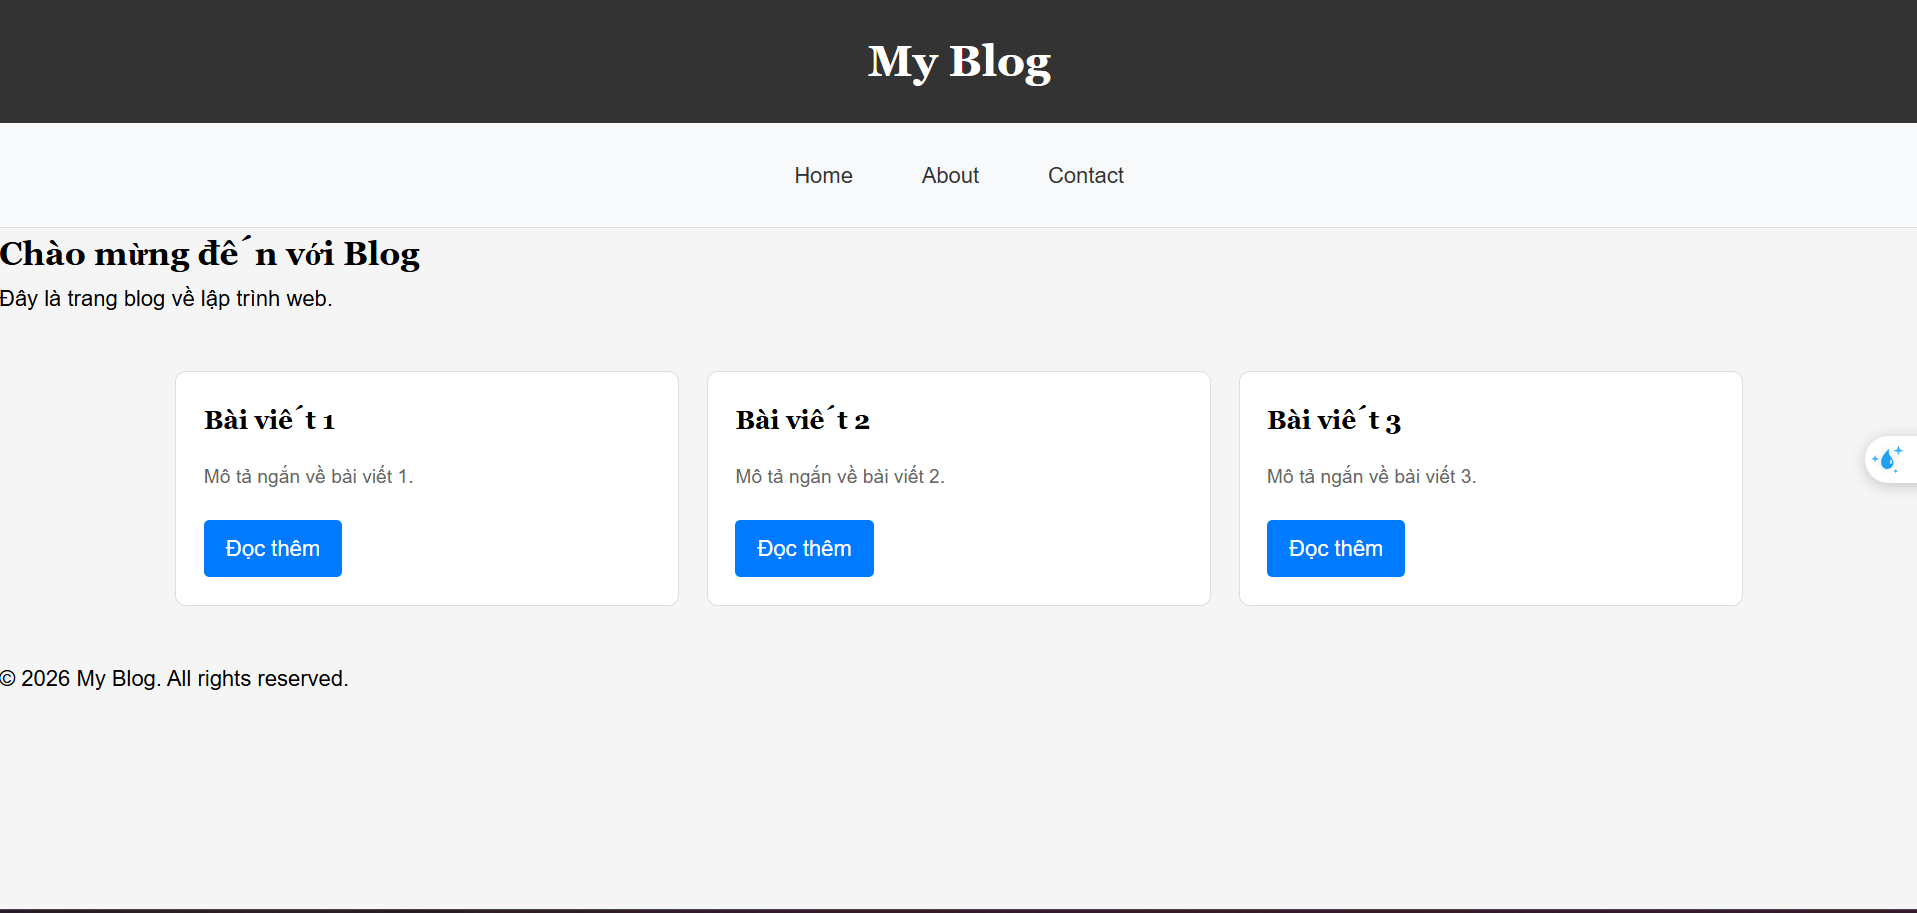 My Blog
Home About Contact
Chào mừng đến với Blog
Đây là trang blog về lập trình web.
Bài viết 1 Bài viết 2 Bài viết 3
Mô tả ngắn về bài viết 1. Mô tả ngắn về bài viết 2. Mô tả ngắn về bài viết 3.
Đọc thêm Đọc thêm Đọc thêm
© 2026 My Blog. All rights reserved.